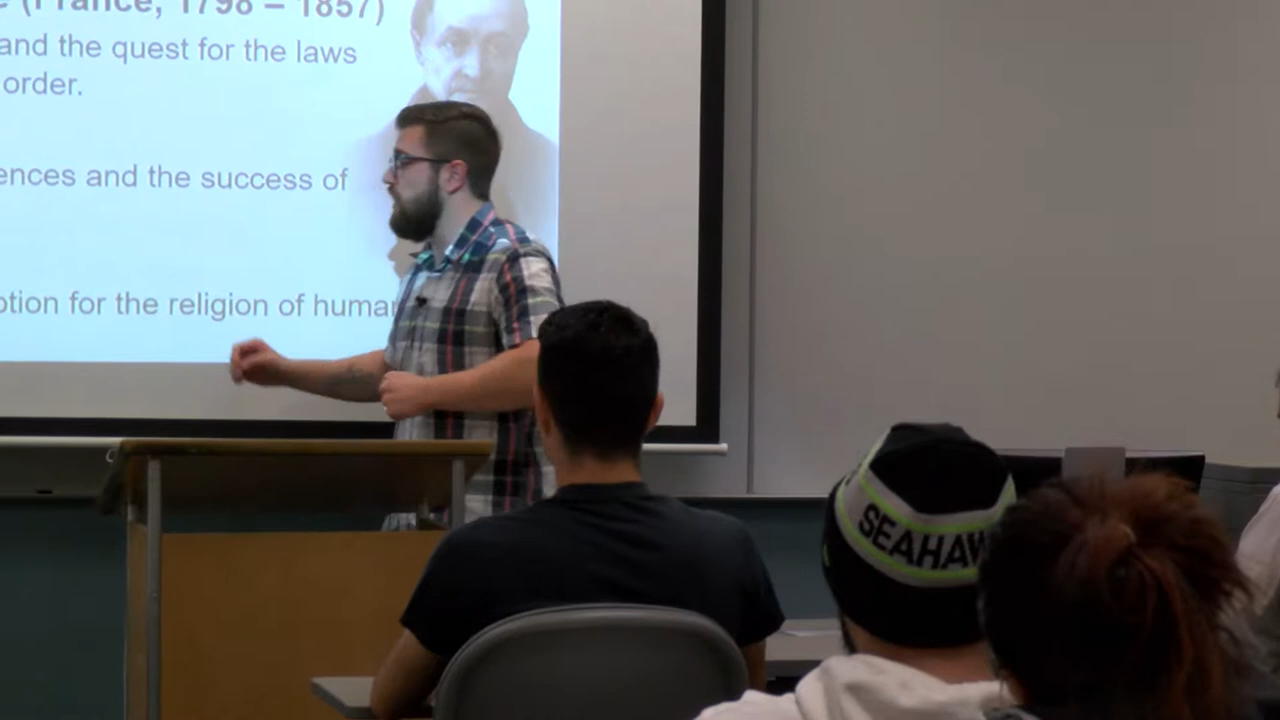 (France, 1798 – 1857)
and the quest for the laws
order.
ences and the success of
otion for the religion of human
SEAHAW